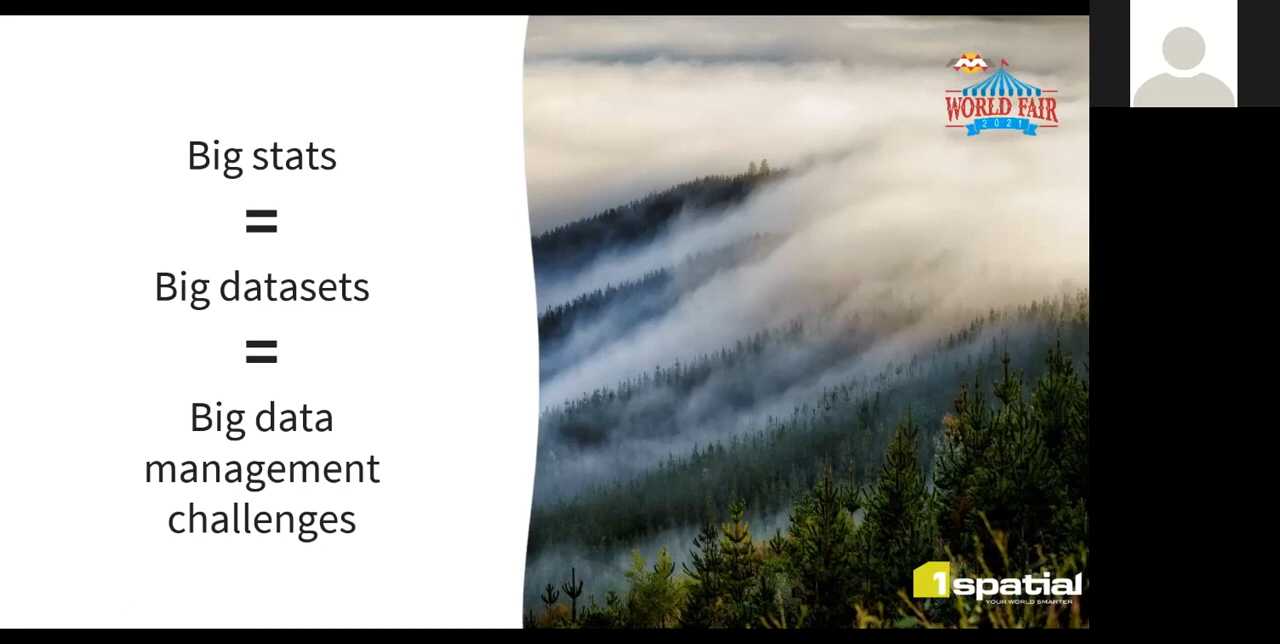 Big stats
=
Big datasets
=
Big data
management
challenges
WORLD FAIR
2021
1spatial
YOUR WORLD SMARTER